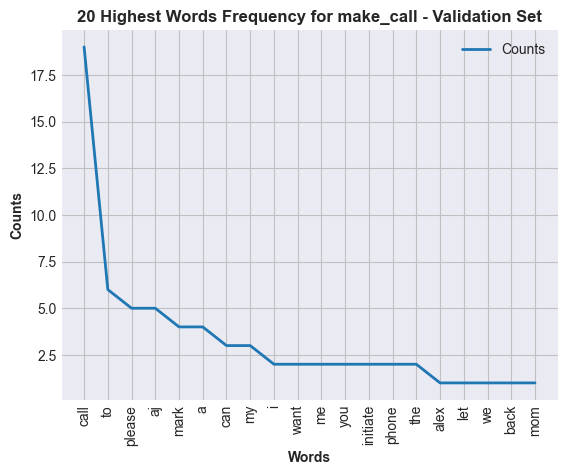 20 Highest Words Frequency for make_call - Validation Set
Counts
17.5
15.0
12.5
10.0
7.5
5.0
2.5
Counts
call
to
please
aj
mark
a
can
my
i
want
me
you
initiate
phone
the
alex
let
we
back
mom
Words